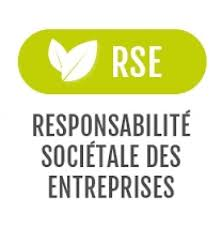 RSE
RESPONSABILITÉ
SOCIÉTALE DES
ENTREPRISES